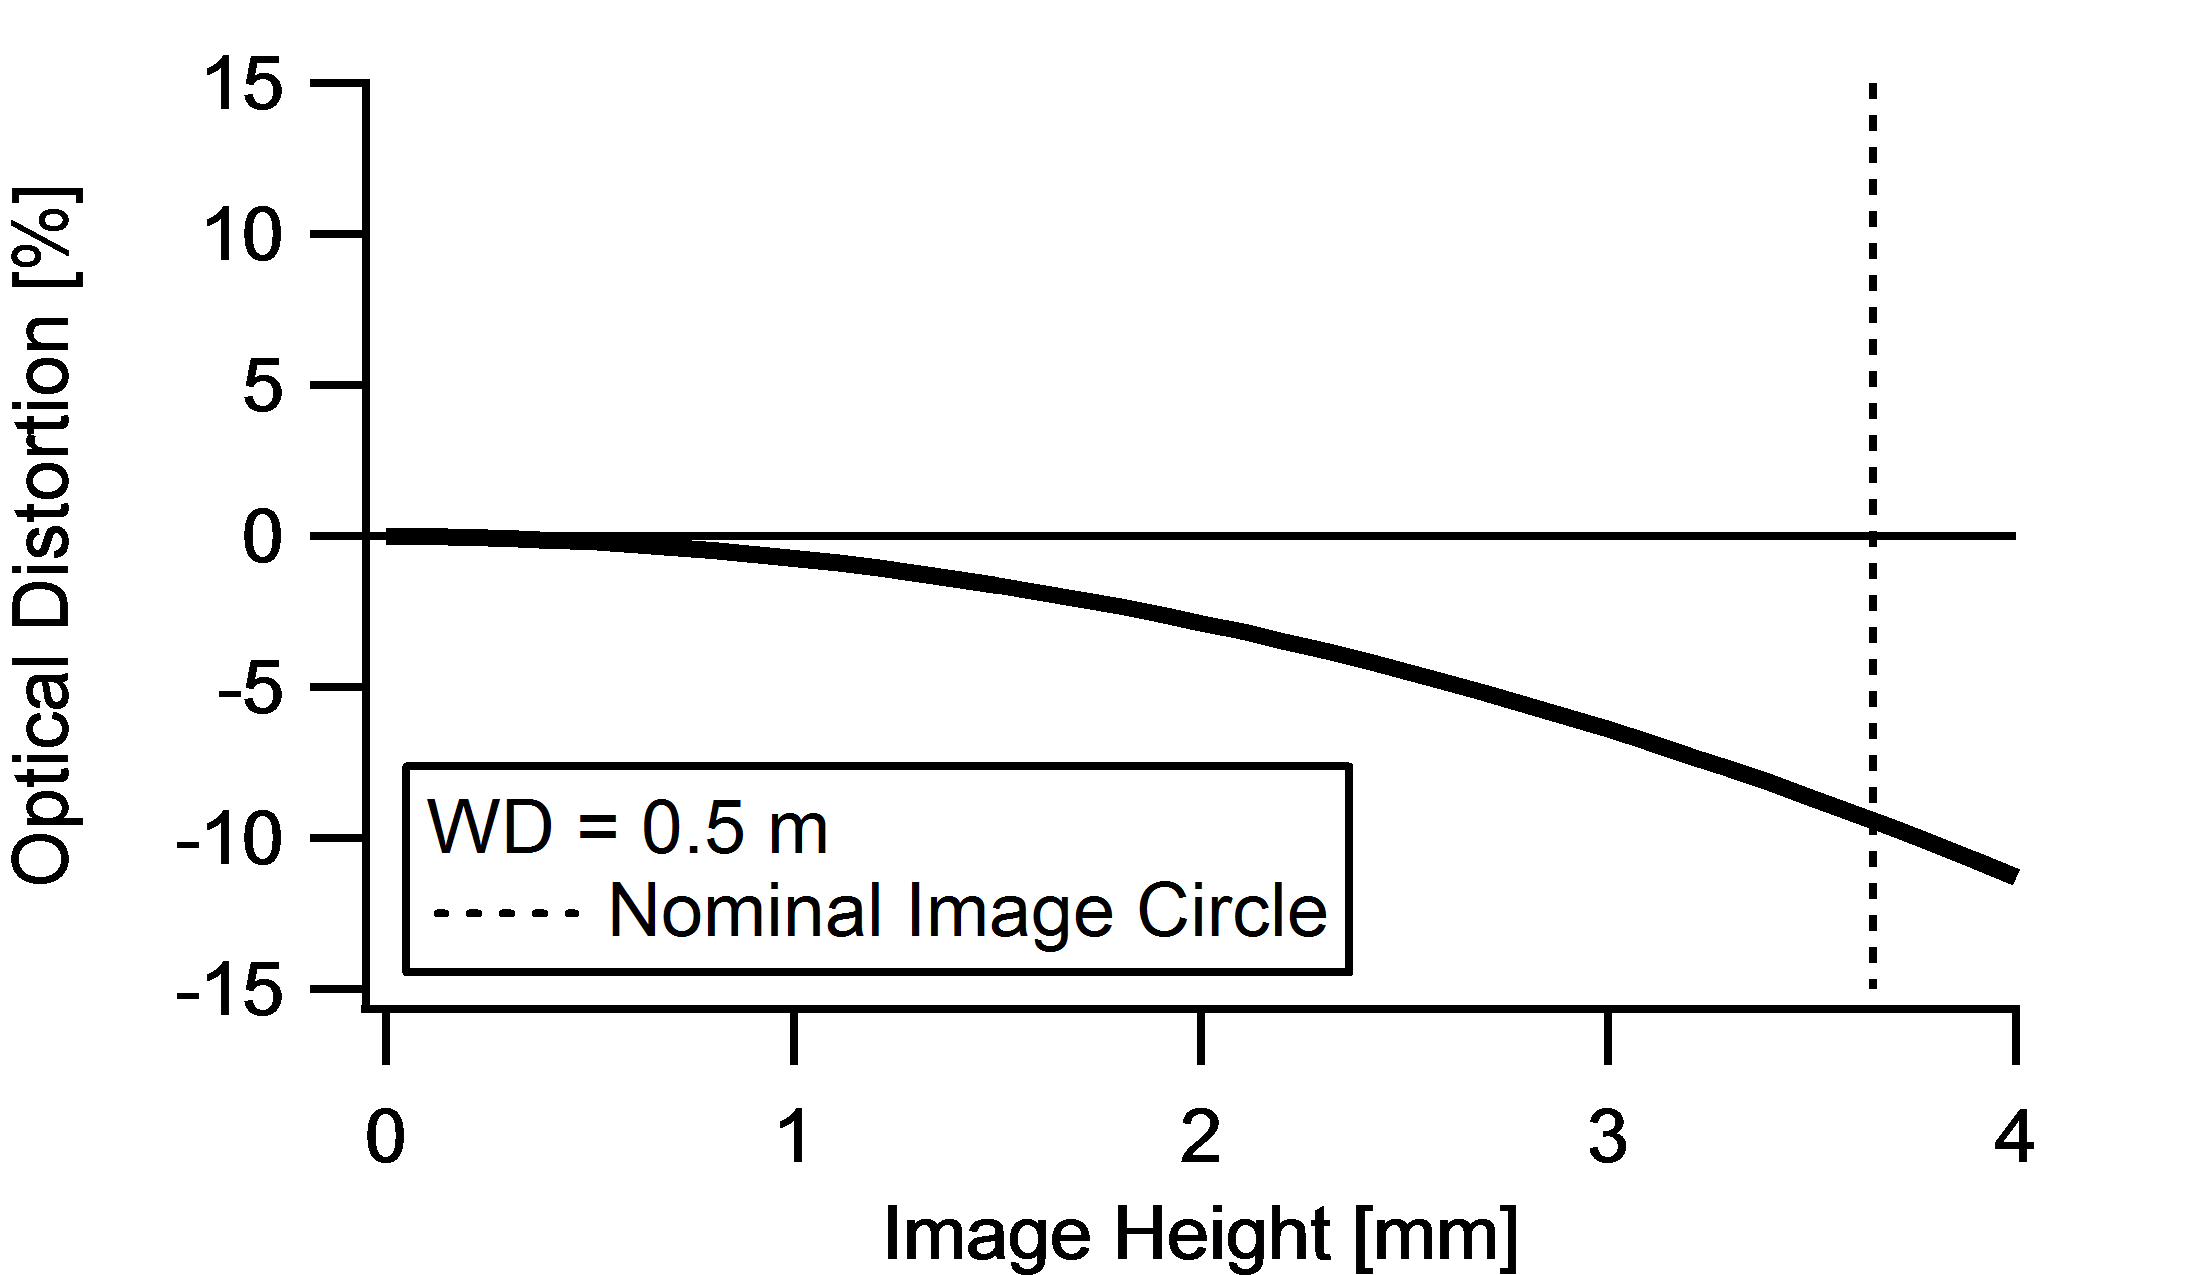 Optical Distortion [%]
15
10
5
0
-5
-10
-15
WD = 0.5 m
Nominal Image Circle
0 1 2 3 4
Image Height [mm]